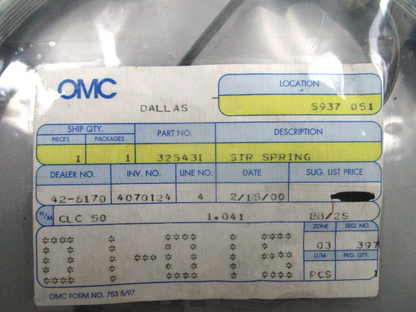 OMC
DALLAS
LOCATION
5937 051
SHIP QTY.
PIECES PACKAGES
PART NO.
DESCRIPTION
1 1 325431 STR SPRING
DEALER NO. INV. NO. LINE NO. DATE SUG. LIST PRICE
42-6170 4070124 4 2/15/00
H/M CLC 50 1.041 BB/2S
ZONE SEQ. NO.
03 397
U/M PKG. QTY.
PCS 1
OMC FORM NO. 753 5/97